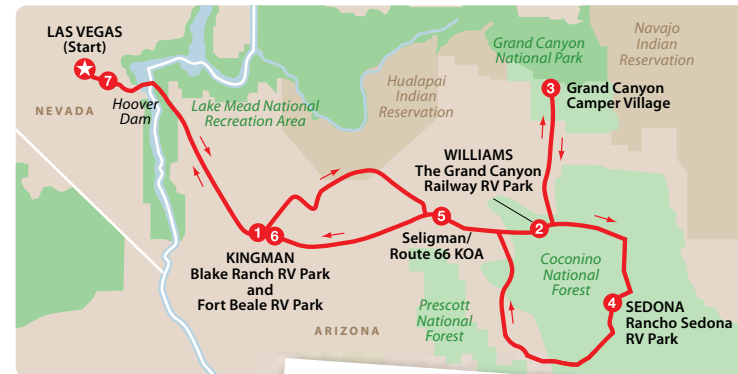 LAS VEGAS
(Start)
7
NEVADA
Hoover
Dam
Lake Mead National
Recreation Area
Hualapai
Indian
Reservation
Grand Canyon
National Park
Navajo
Indian
Reservation
3
Grand Canyon
Camper Village
WILLIAMS
The Grand Canyon
Railway RV Park
2
5
Seligman/
Route 66 KOA
1
6
KINGMAN
Blake Ranch RV Park
and
Fort Beale RV Park
Coconino
National
Forest
4
SEDONA
Rancho Sedona
RV Park
Prescott
National
Forest
ARIZONA